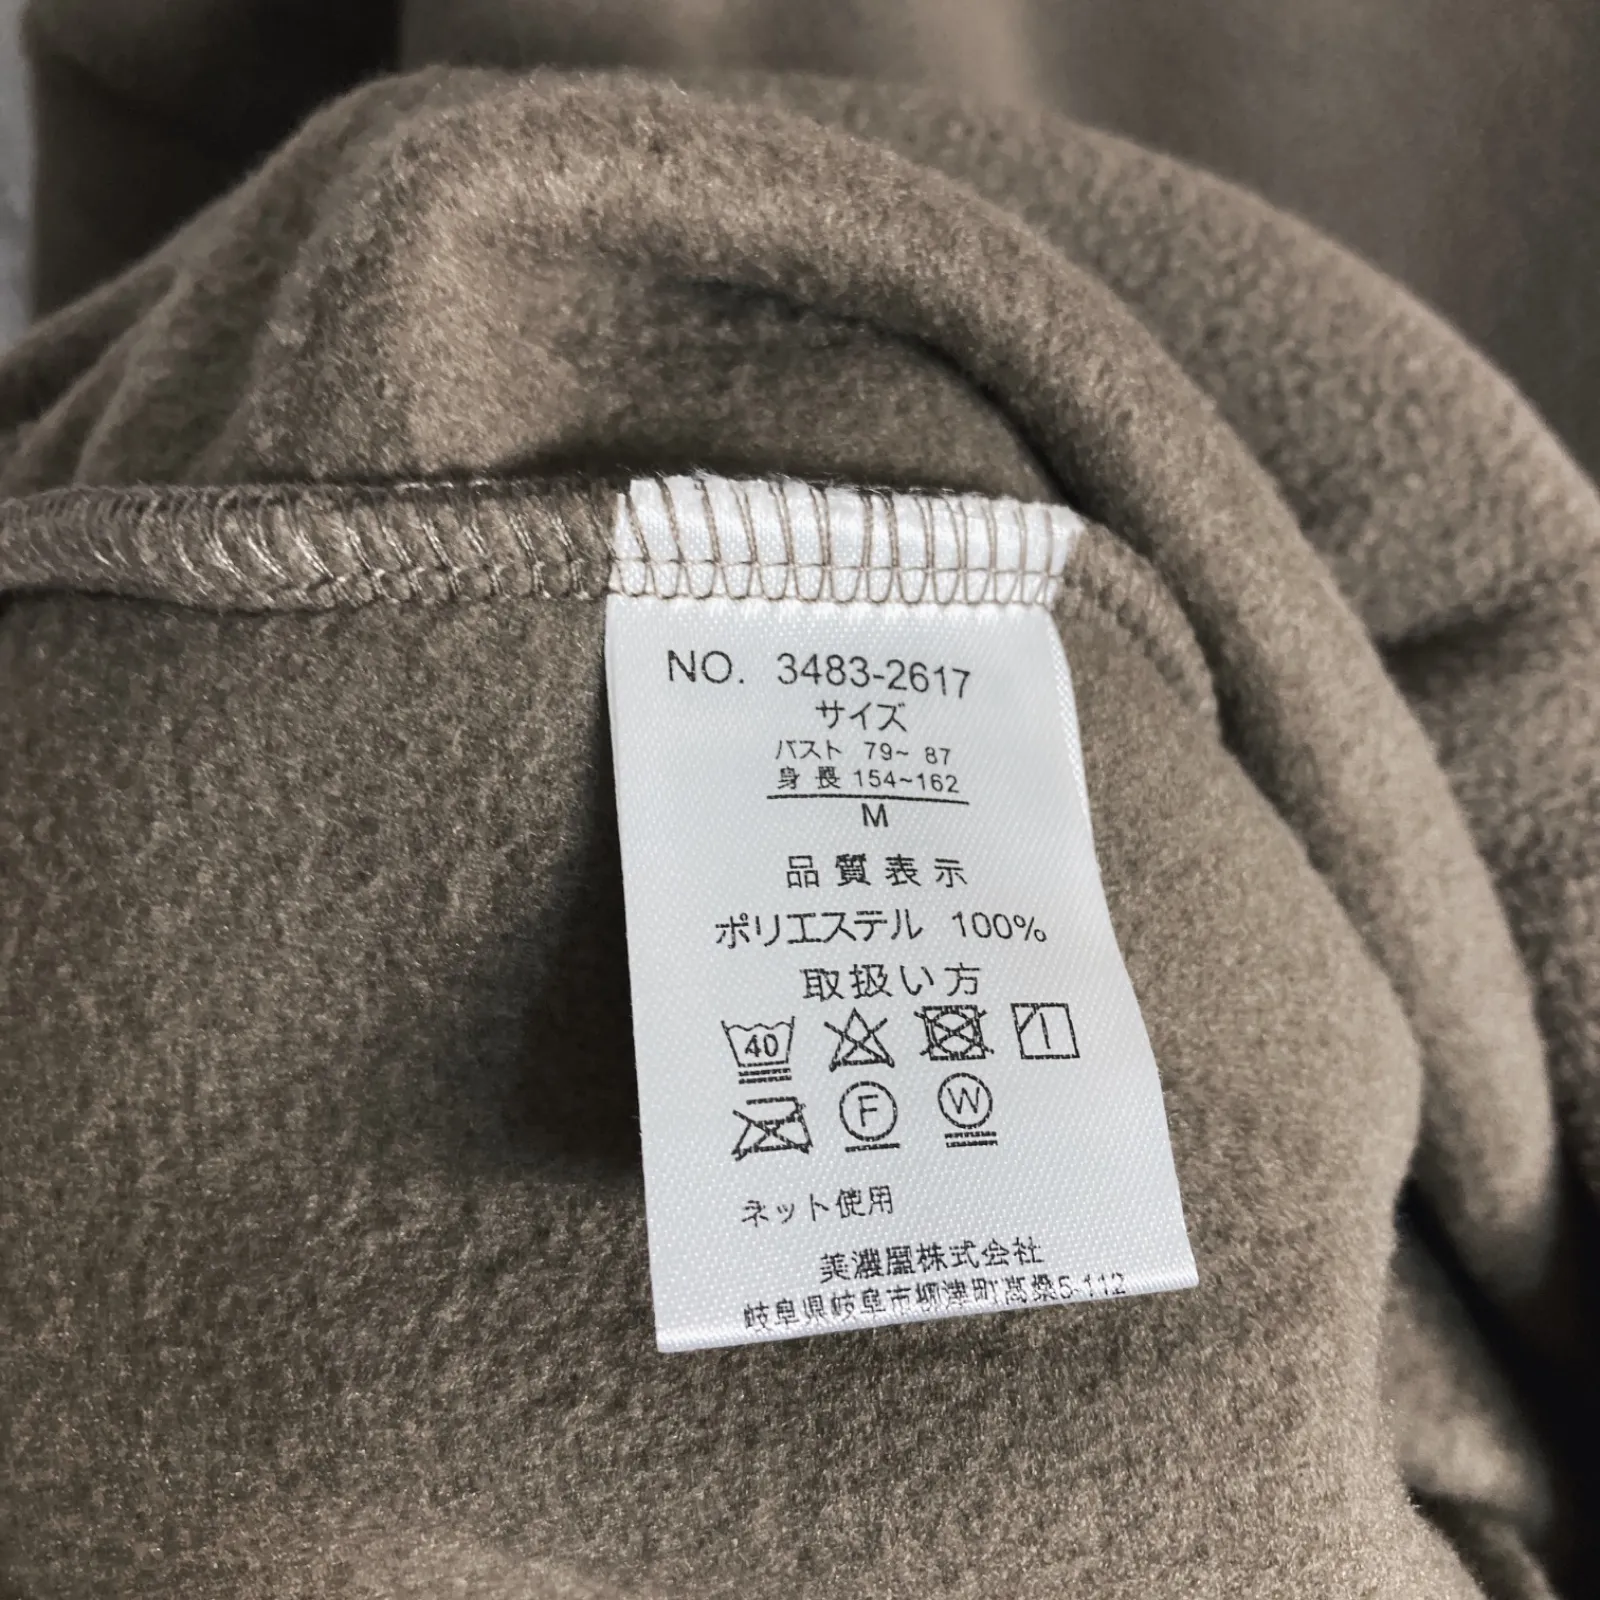 NO. 3483-2617
サイズ
バスト 79~ 87
身長 154~162
M
品質表示
ポリエステル 100%
取扱い方
40
F W
ネット使用
美濃屋株式会社
岐阜県岐阜市柳津町高桑5-112